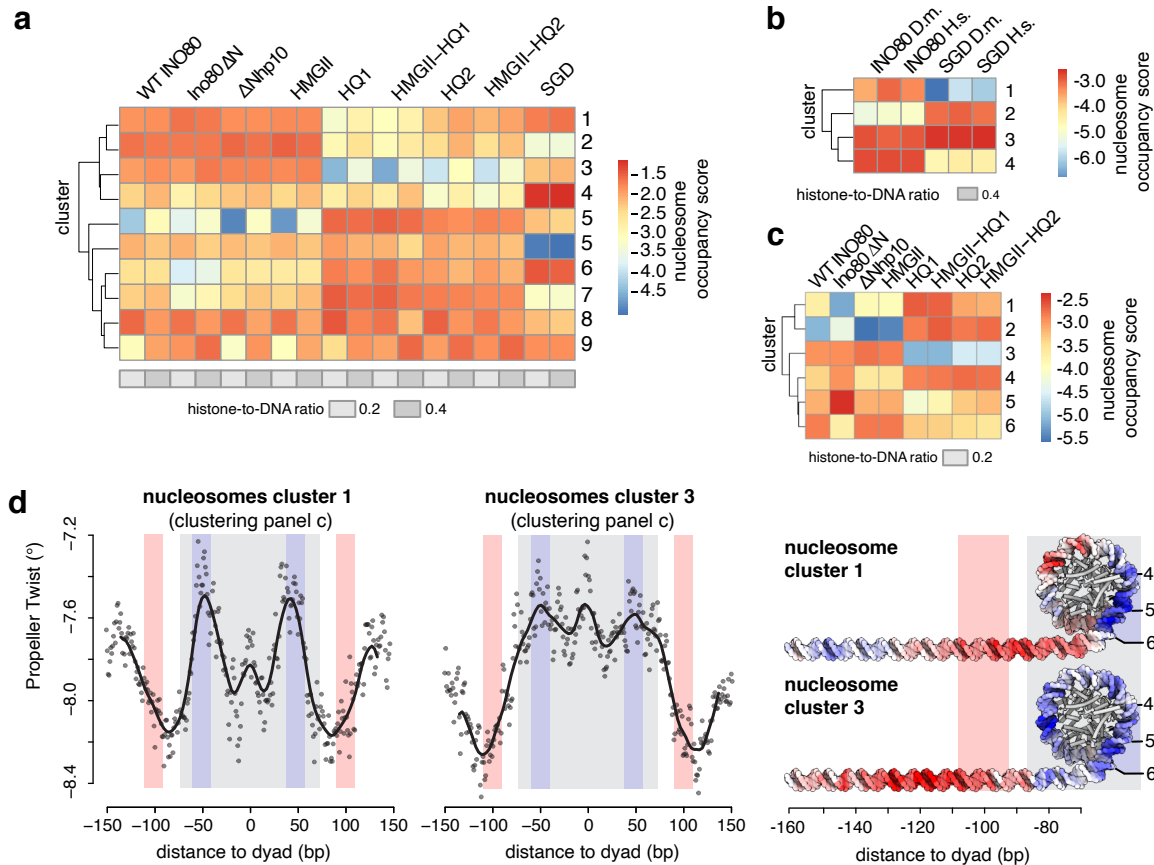 a
WT INO80
Ino80ΔN
ΔNhp10
HMGII
HQ1
HMGII−HQ1
HQ2
HMGII−HQ2
SGD
cluster
1
2
3
4
5
5
6
7
8
9
−1.5
−2.0
−2.5
−3.0
−3.5
−4.0
−4.5
nucleosome
occupancy score
histone-to-DNA ratio 0.2 0.4
b
INO80 D.m.
INO80 H.s.
SGD D.m.
SGD H.s.
cluster
1
2
3
4
-3.0
-4.0
-5.0
-6.0
nucleosome
occupancy score
histone-to-DNA ratio 0.4
c
WT INO80
Ino80ΔN
ΔNhp10
HMGII
HQ1
HMGII−HQ1
HQ2
HMGII−HQ2
cluster
1
2
3
4
5
6
-2.5
-3.0
-3.5
-4.0
-4.5
-5.0
-5.5
nucleosome
occupancy score
histone-to-DNA ratio 0.2
d
nucleosomes cluster 1
(clustering panel c)
Propeller Twist (°)
−7.2
−7.6
−8.0
−8.4
−150 −100 −50 0 50 100 150
distance to dyad (bp)
nucleosomes cluster 3
(clustering panel c)
−150 −100 −50 0 50 100 150
distance to dyad (bp)
nucleosome
cluster 1
4
5
6
nucleosome
cluster 3
4
5
6
-160 -140 -120 -100 -80
distance to dyad (bp)